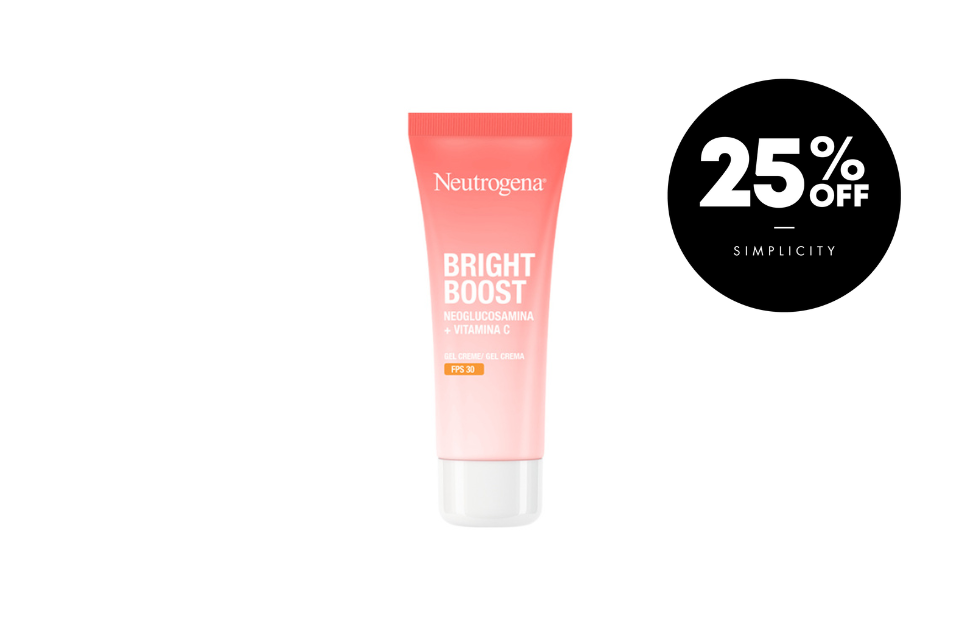 Neutrogena®
BRIGHT
BOOST
NEOGLUCOSAMINA
+ VITAMINA C
GEL CREME/ GEL CREMA
FPS 30
25% OFF
SIMPLICITY